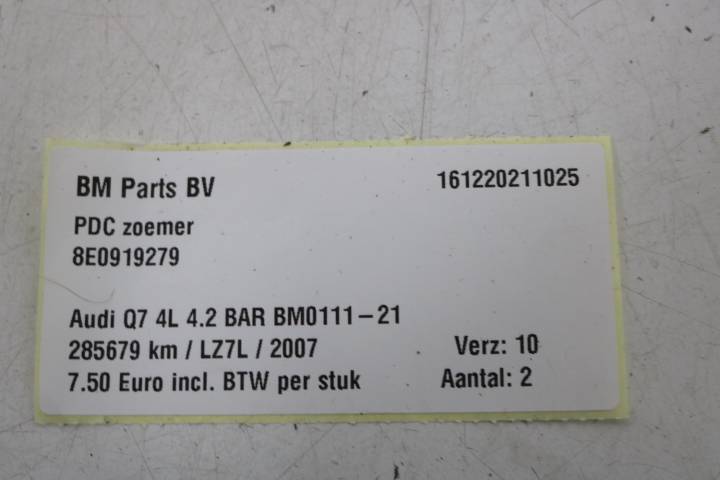 BM Parts BV 161220211025
PDC zoemer
8E0919279
Audi Q7 4L 4.2 BAR BM0111-21
285679 km / LZ7L / 2007 Verz: 10
7.50 Euro incl. BTW per stuk Aantal: 2